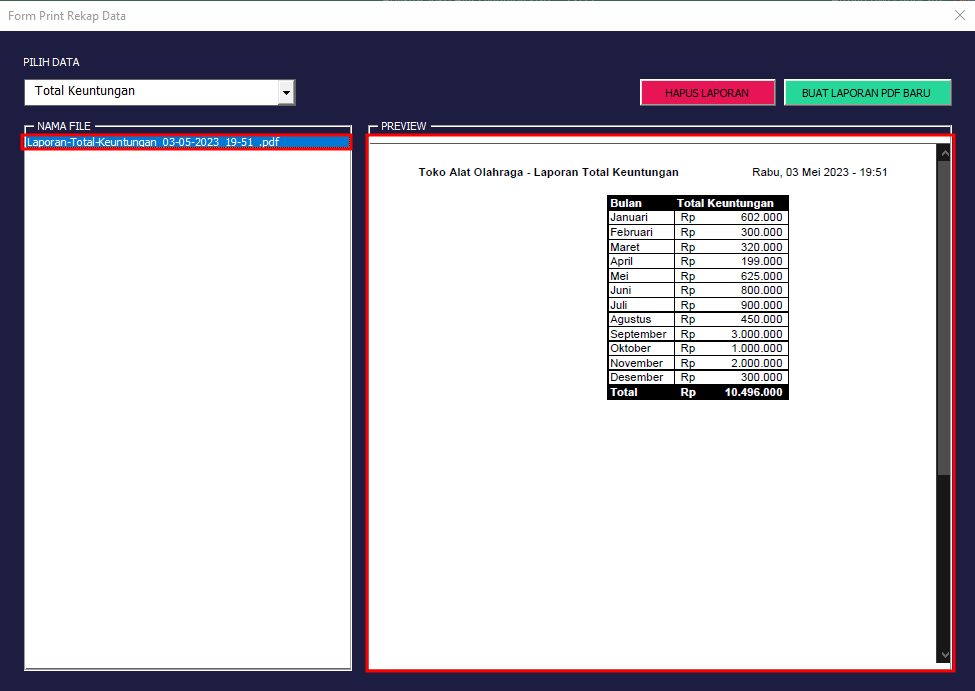 Form Print Rekap Data
PILIH DATA
Total Keuntungan
HAPUS LAPORAN
BUAT LAPORAN PDF BARU
NAMA FILE
Laporan-Total-Keuntungan_03-05-2023_19-51_.pdf
PREVIEW
Toko Alat Olahraga - Laporan Total Keuntungan Rabu, 03 Mei 2023 - 19:51
Bulan Total Keuntungan
Januari Rp 602.000
Februari Rp 300.000
Maret Rp 320.000
April Rp 199.000
Mei Rp 625.000
Juni Rp 800.000
Juli Rp 900.000
Agustus Rp 450.000
September Rp 3.000.000
Oktober Rp 1.000.000
November Rp 2.000.000
Desember Rp 300.000
Total Rp 10.496.000